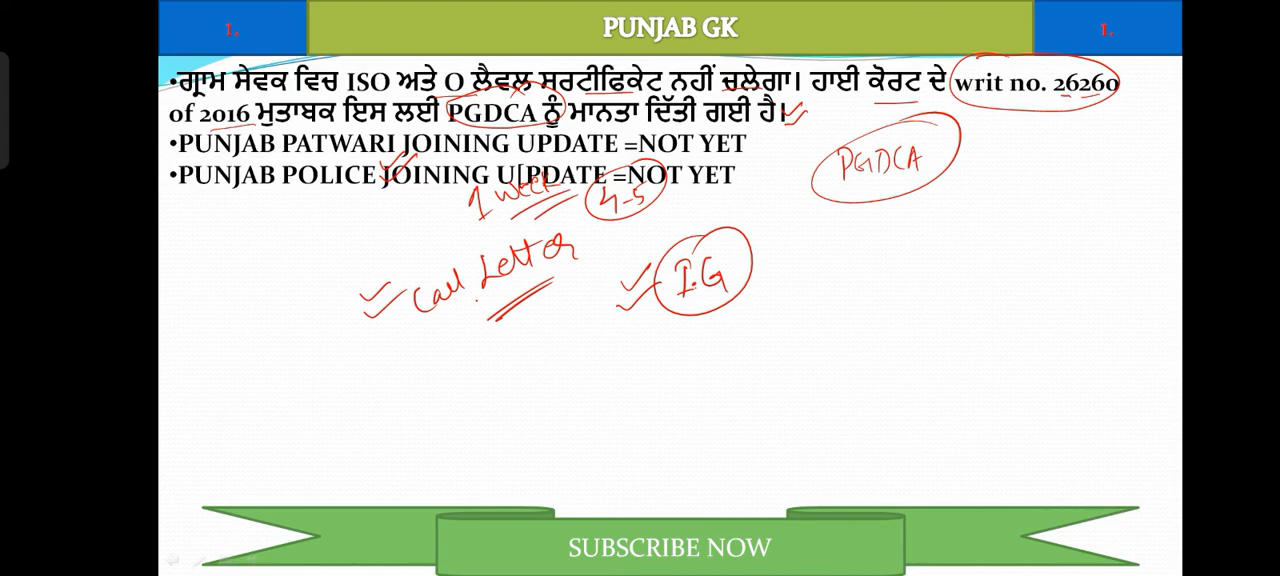 1.
PUNJAB GK
1.
•ਗ੍ਰਾਮ ਸੇਵਕ ਵਿਚ ISO ਅਤੇ O ਲੈਵਲ ਸਰਟੀਫਿਕੇਟ ਨਹੀਂ ਚਲੇਗਾ। ਹਾਈ ਕੋਰਟ ਦੇ writ no. 26260
of 2016 ਮੁਤਾਬਕ ਇਸ ਲਈ PGDCA ਨੂੰ ਮਾਨਤਾ ਦਿੱਤੀ ਗਈ ਹੈ।
•PUNJAB PATWARI JOINING UPDATE =NOT YET
•PUNJAB POLICE JOINING U[PDATE =NOT YET
PGDCA
1 week 4-5
Call Letter I.G
SUBSCRIBE NOW